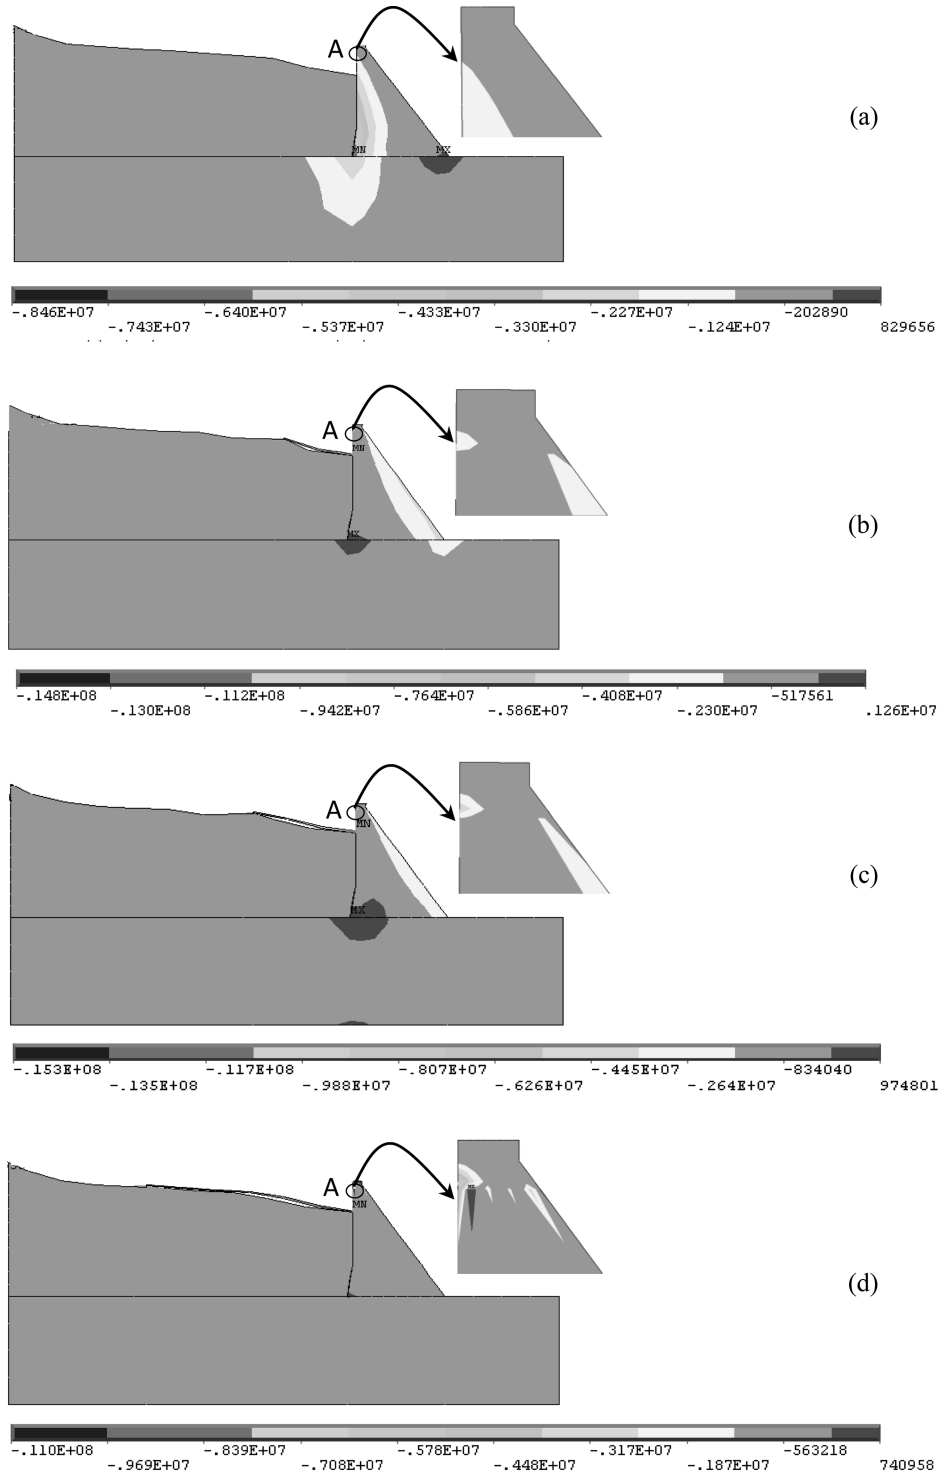 A
(a)
MN MX
-.846E+07 -.640E+07 -.433E+07 -.227E+07 -202890
-.743E+07 -.537E+07 -.330E+07 -.124E+07 829656
A
MN
(b)
MX
-.148E+08 -.112E+08 -.764E+07 -.408E+07 -517561
-.130E+08 -.942E+07 -.586E+07 -.230E+07 .126E+07
A
MN
(c)
MX
-.153E+08 -.117E+08 -.807E+07 -.445E+07 -834040
-.135E+08 -.988E+07 -.626E+07 -.264E+07 974801
A
MN
(d)
-.110E+08 -.839E+07 -.578E+07 -.317E+07 -563218
-.969E+07 -.708E+07 -.448E+07 -.187E+07 740958